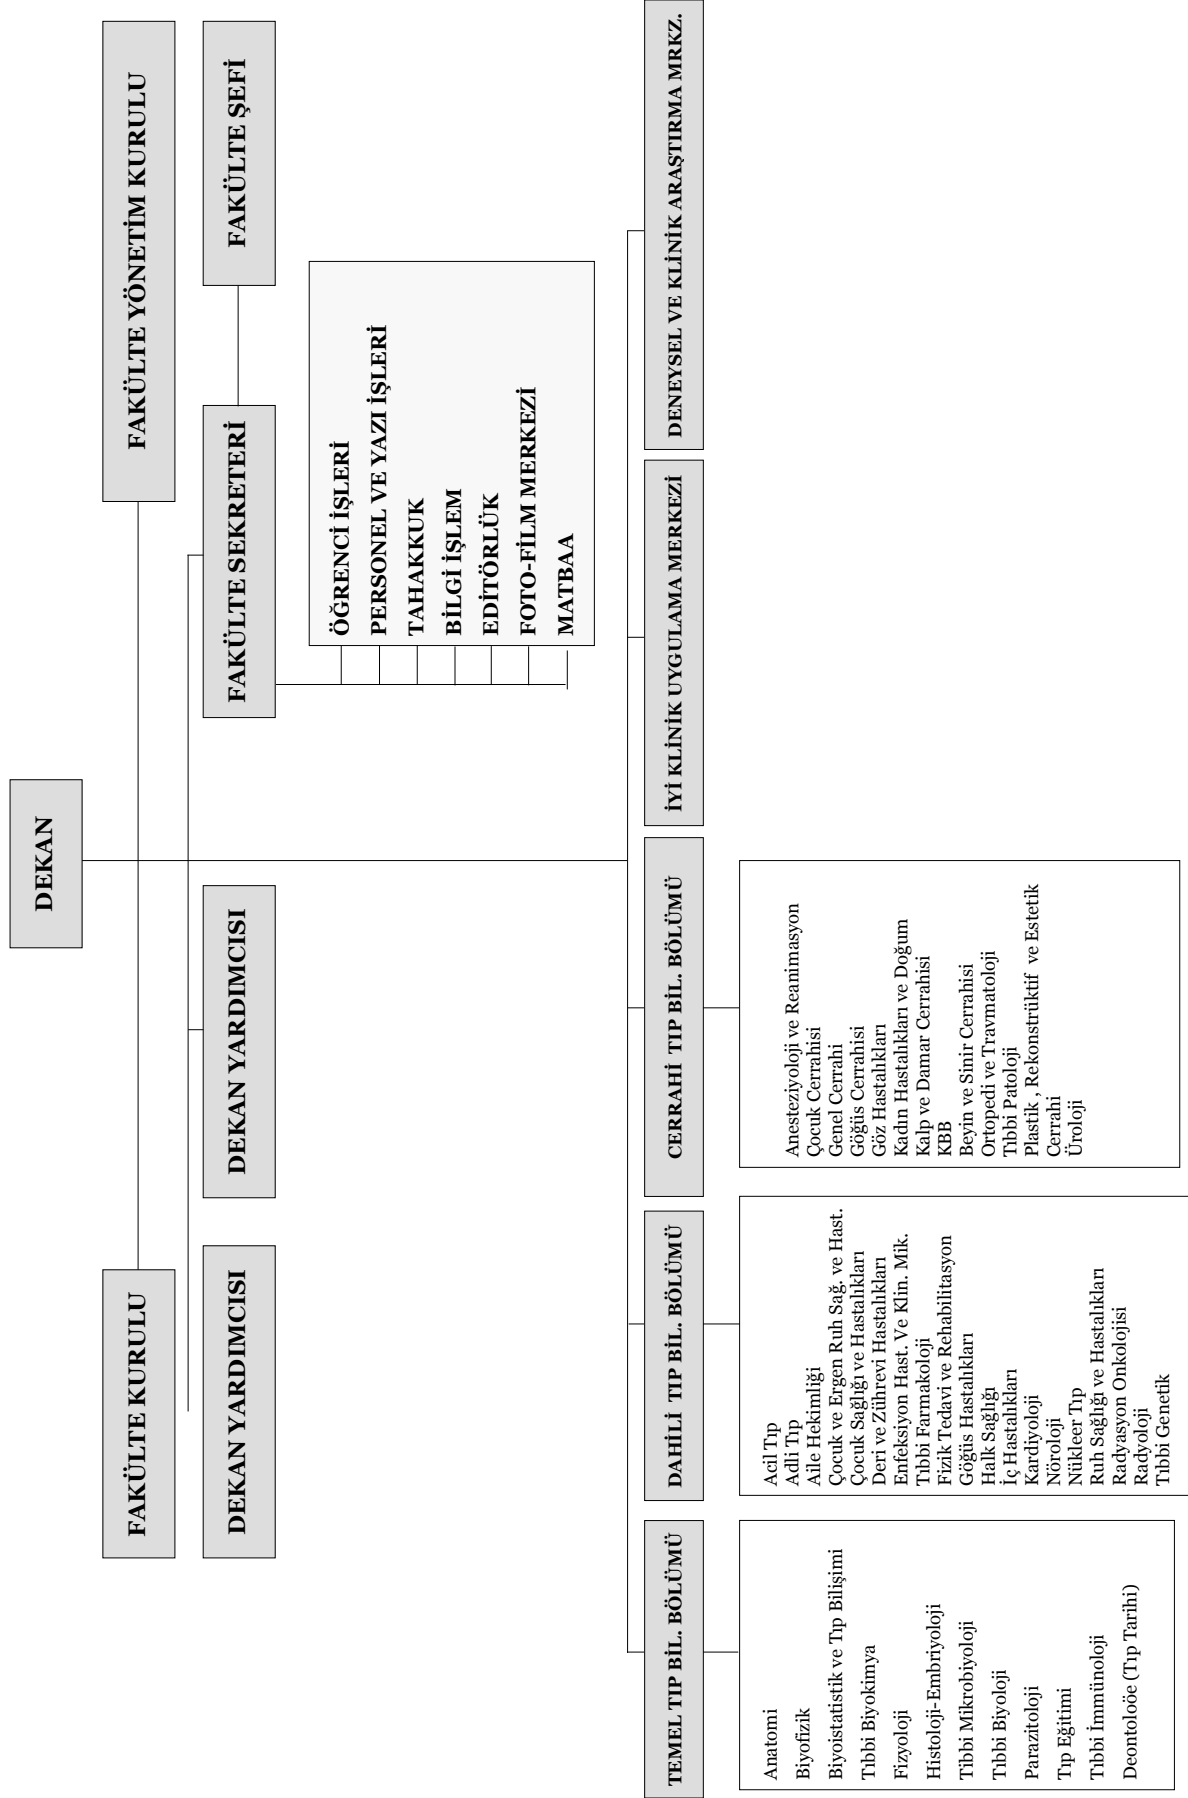 DEKAN
FAKÜLTE KURULU
FAKÜLTE YÖNETİM KURULU
DEKAN YARDIMCISI
DEKAN YARDIMCISI
FAKÜLTE SEKRETERİ
FAKÜLTE ŞEFİ
ÖĞRENCİ İŞLERİ
PERSONEL VE YAZI İŞLERİ
TAHAKKUK
BİLGİ İŞLEM
EDİTÖRLÜK
FOTO-FİLM MERKEZİ
MATBAA
TEMEL TIP BİL. BÖLÜMÜ
DAHİLİ TIP BİL. BÖLÜMÜ
CERRAHİ TIP BİL. BÖLÜMÜ
İYİ KLİNİK UYGULAMA MERKEZİ
DENEYSEL VE KLİNİK ARAŞTIRMA MRKZ.
Anatomi
Biyofizik
Biyoistatistik ve Tıp Bilişimi
Tıbbi Biyokimya
Fizyoloji
Histoloji-Embriyoloji
Tıbbi Mikrobiyoloji
Tıbbi Biyoloji
Parazitoloji
Tıp Eğitimi
Tıbbi İmmünoloji
Deontoloöe (Tıp Tarihi)
Acil Tıp
Adli Tıp
Aile Hekimliği
Çocuk ve Ergen Ruh Sağ. ve Hast.
Çocuk Sağlığı ve Hastalıkları
Deri ve Zührevi Hastalıkları
Enfeksiyon Hast. Ve Klin. Mik.
Tıbbi Farmakoloji
Fizik Tedavi ve Rehabilitasyon
Göğüs Hastalıkları
Halk Sağlığı
İç Hastalıkları
Kardiyoloji
Nöroloji
Nükleer Tıp
Ruh Sağlığı ve Hastalıkları
Radyasyon Onkolojisi
Radyoloji
Tıbbi Genetik
Anesteziyoloji ve Reanimasyon
Çocuk Cerrahisi
Genel Cerrahi
Göğüs Cerrahisi
Göz Hastalıkları
Kadın Hastalıkları ve Doğum
Kalp ve Damar Cerrahisi
KBB
Beyin ve Sinir Cerrahisi
Ortopedi ve Travmatoloji
Tıbbi Patoloji
Plastik , Rekonstrüktif ve Estetik
Cerrahi
Üroloji